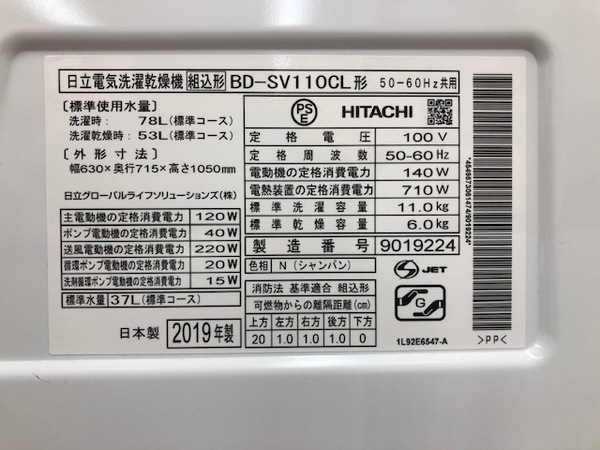 日立電気洗濯乾燥機 組込形 BD-SV110CL形 50-60Hz共用
〔標準使用水量〕
洗濯時：78L(標準コース)
洗濯乾燥時：53L(標準コース)
〔外形寸法〕
幅630×奥行715×高さ1050mm
日立グローバルライフソリューションズ(株)
主電動機の定格消費電力 120W
ポンプ電動機の定格消費電力 40W
送風電動機の定格消費電力 220W
循環ポンプ電動機の定格消費電力 20W
洗剤循環ポンプ電動機の定格消費電力 15W
標準水量 37L(標準コース)
日本製 2019年製
PSE HITACHI
定格電圧 100V
定格周波数 50-60Hz
電動機の定格消費電力 140W
電熱装置の定格消費電力 710W
標準洗濯容量 11.0kg
標準乾燥容量 6.0kg
製造番号 9019224
色相 N（シャンパン）
消防法 基準適合 組込形
可燃物からの離隔距離(cm)
上方 左方 右方 後方 下方
20 1.0 1.0 1.0 0
S JET
G
1L92E6547-A
>PP<